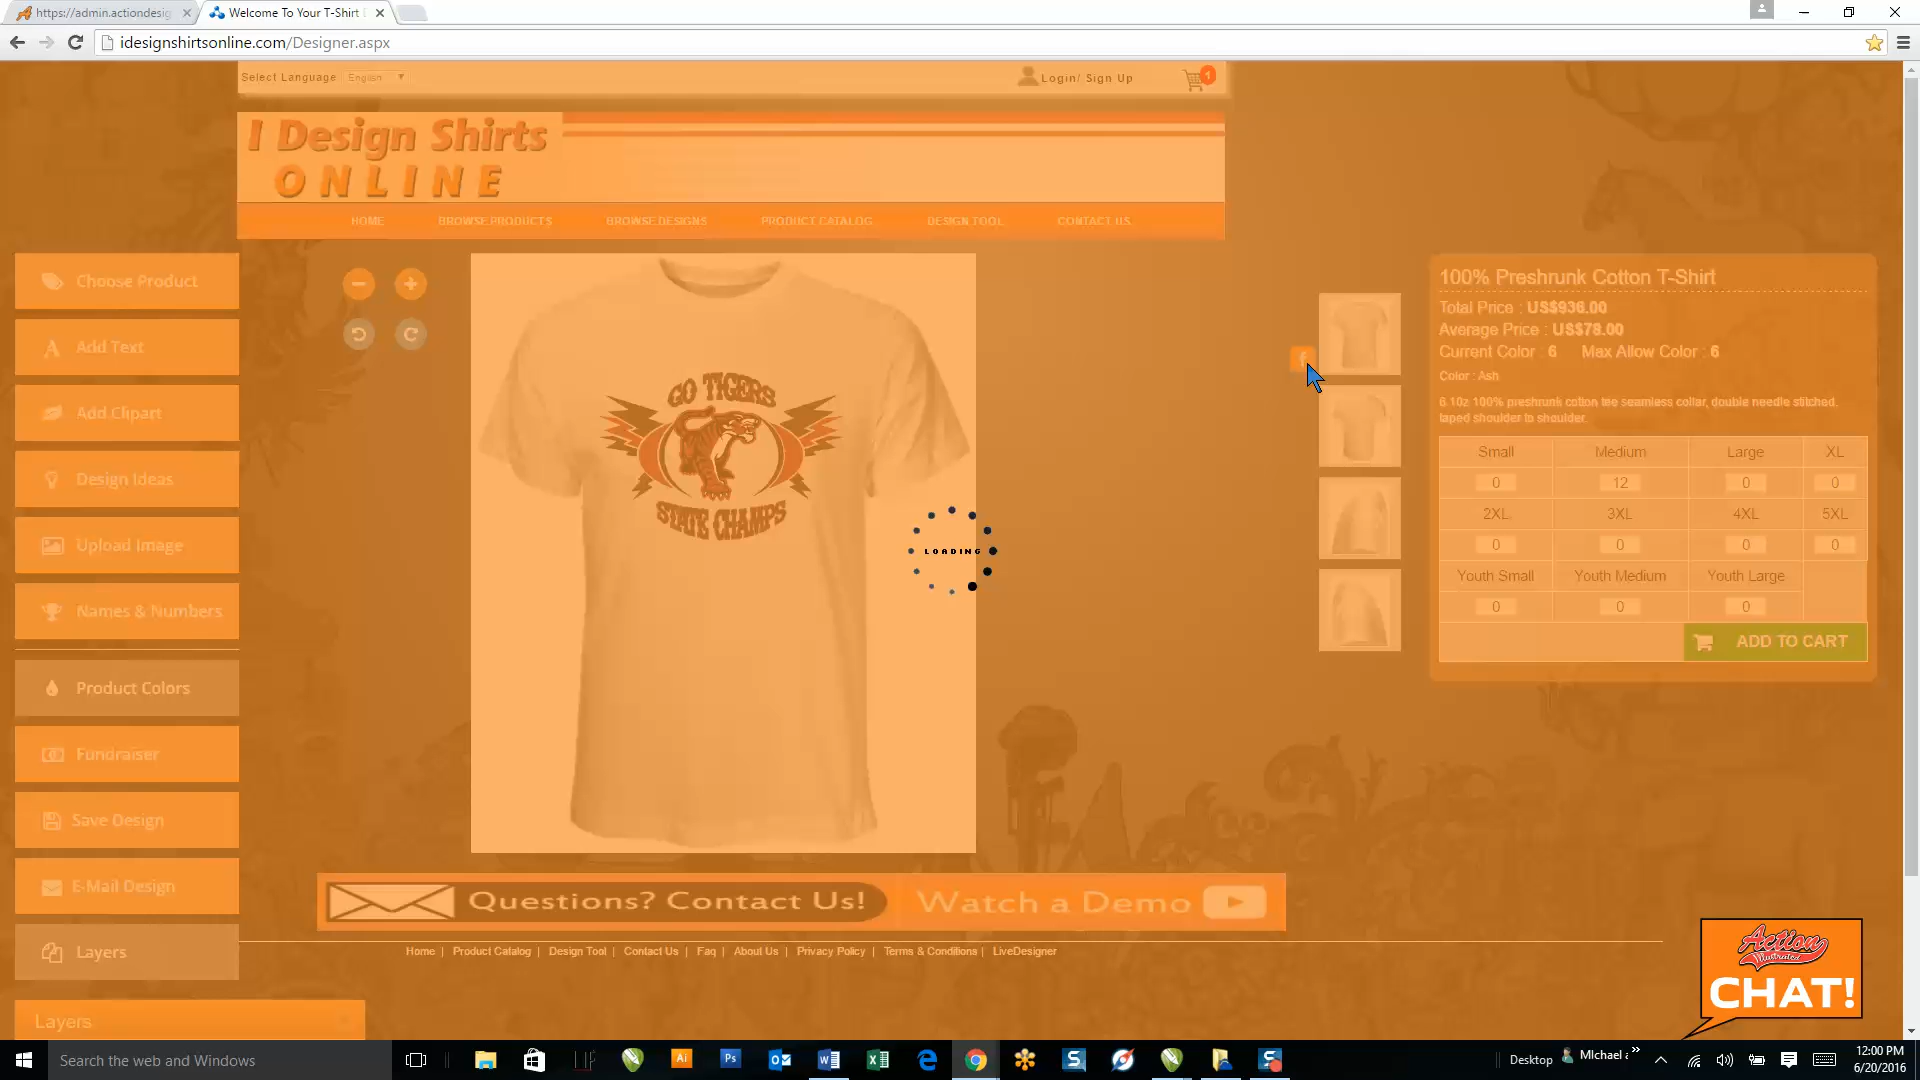 https://admin.actiondesig
Welcome To Your T-Shirt
idesignshirtsonline.com/Designer.aspx
Select Language English
Login/ Sign Up
1
I Design Shirts
ONLINE
HOME BROWSE PRODUCTS BROWSE DESIGNS PRODUCT CATALOG DESIGN TOOL CONTACT US
Choose Product
Add Text
Add Clipart
Design Ideas
Upload Image
Names & Numbers
Product Colors
Fundraiser
Save Design
E-Mail Design
Layers
Layers
GO TIGERS
STATE CHAMPS
LOADING
100% Preshrunk Cotton T-Shirt
Total Price : US$936.00
Average Price : US$78.00
Current Color : 6 Max Allow Color : 6
Color : Ash
6.10z 100% preshrunk cotton tee seamless collar, double needle stitched,
taped shoulder to shoulder.
Small Medium Large XL
0 12 0 0
2XL 3XL 4XL 5XL
0 0 0 0
Youth Small Youth Medium Youth Large
0 0 0
ADD TO CART
Questions? Contact Us!
Watch a Demo
Home | Product Catalog | Design Tool | Contact Us | Faq | About Us | Privacy Policy | Terms & Conditions | LiveDesigner
Action
Illustrated
CHAT!
Search the web and Windows
Desktop
MIchael
12:00 PM
6/20/2016